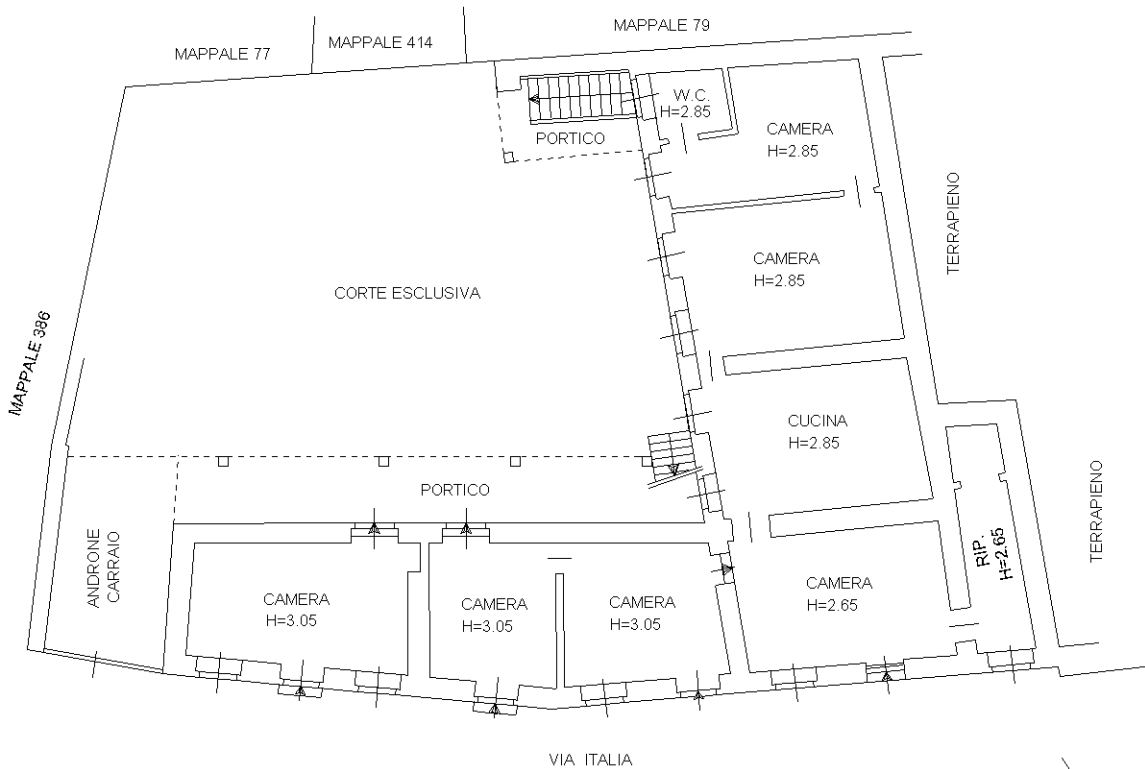 MAPPALE 77
MAPPALE 414
MAPPALE 79
W.C.
H=2.85
PORTICO
CAMERA
H=2.85
TERRAPIENO
CAMERA
H=2.85
CORTE ESCLUSIVA
MAPPALE 386
CUCINA
H=2.85
PORTICO
TERRAPIENO
ANDRONE
CARRAIO
RIP.
H=2.65
CAMERA
H=3.05
CAMERA
H=3.05
CAMERA
H=3.05
CAMERA
H=2.65
VIA ITALIA